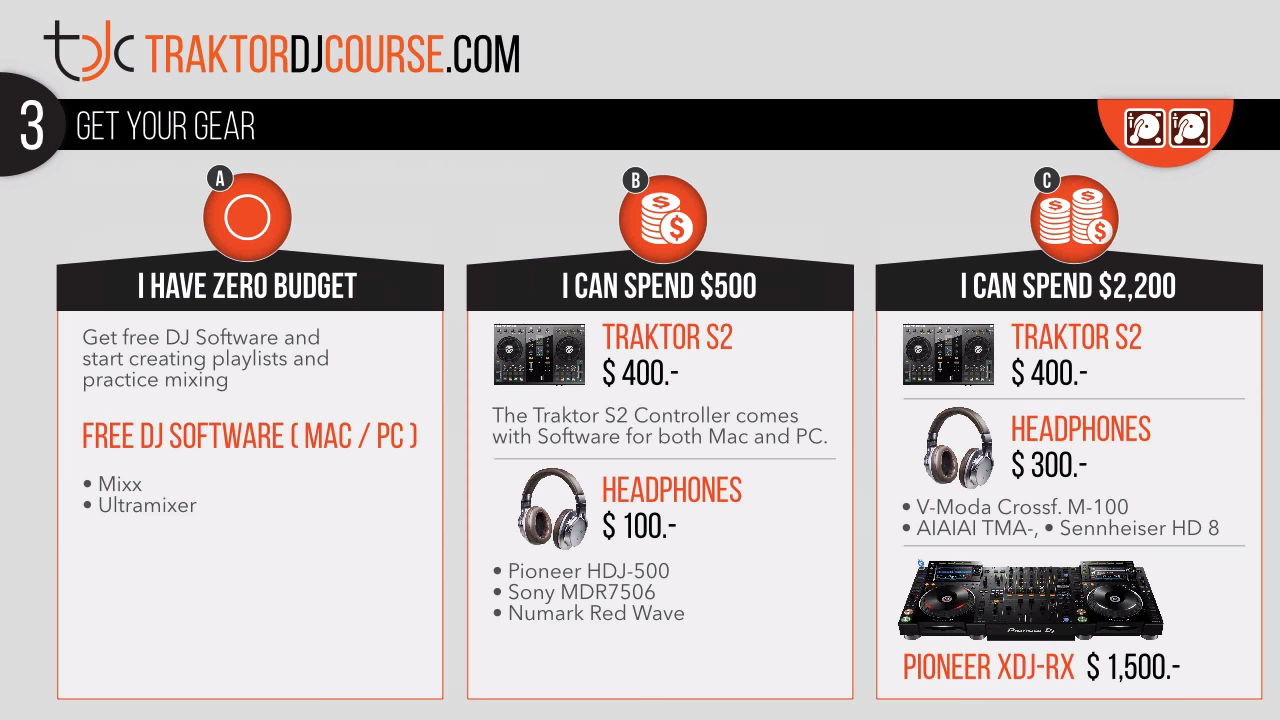 tdjc TRAKTORDJCOURSE.COM
3 GET YOUR GEAR
A
I HAVE ZERO BUDGET
Get free DJ Software and
start creating playlists and
practice mixing
FREE DJ SOFTWARE ( MAC / PC )
• Mixx
• Ultramixer
B
I CAN SPEND $500
TRAKTOR S2
$ 400.-
The Traktor S2 Controller comes
with Software for both Mac and PC.
HEADPHONES
$ 100.-
• Pioneer HDJ-500
• Sony MDR7506
• Numark Red Wave
C
I CAN SPEND $2,200
TRAKTOR S2
$ 400.-
HEADPHONES
$ 300.-
• V-Moda Crossf. M-100
• AIAIAI TMA-, • Sennheiser HD 8
Pioneer Dj
PIONEER XDJ-RX $ 1,500.-